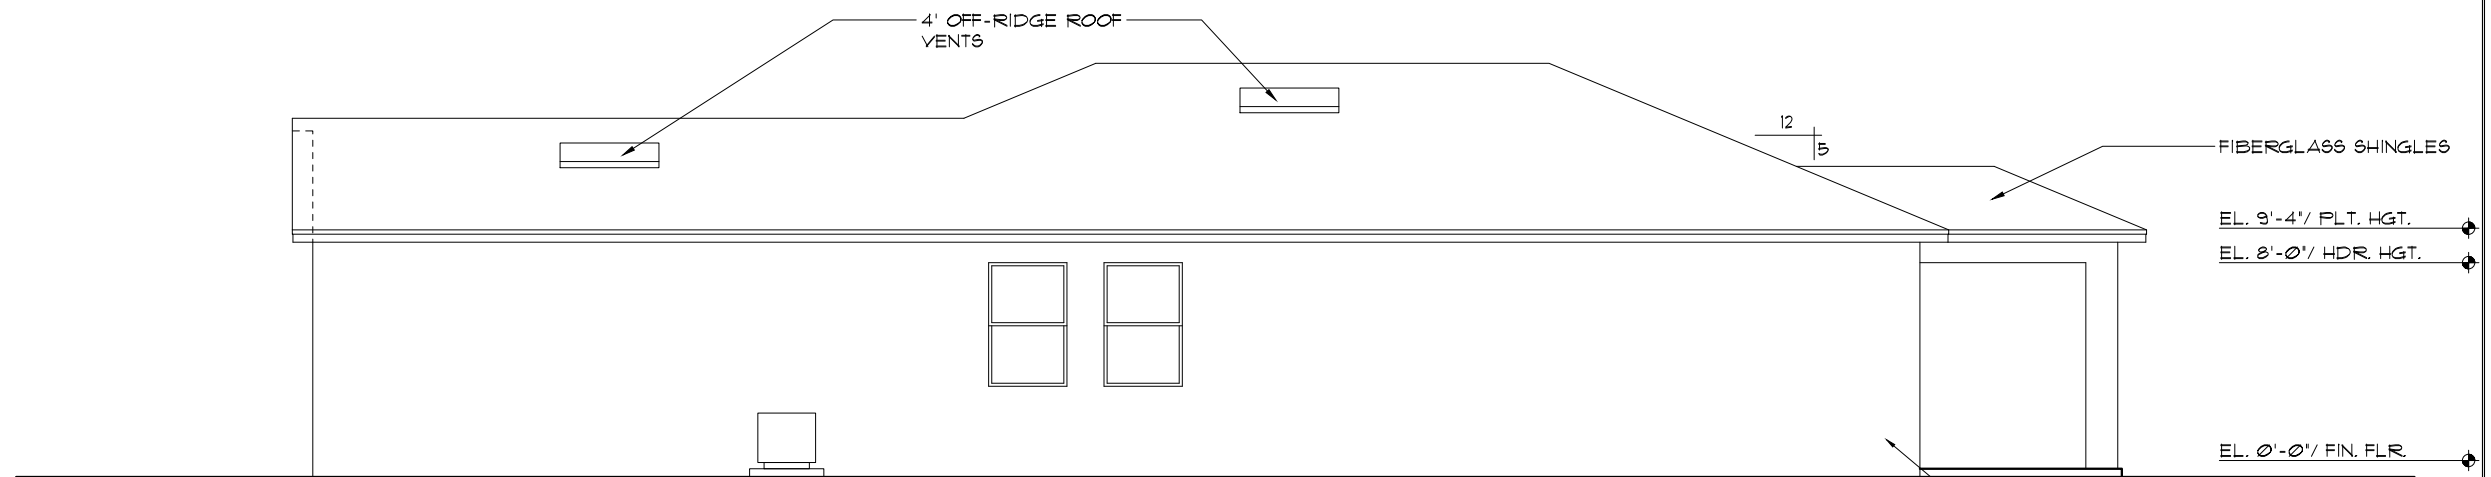 4' OFF-RIDGE ROOF
VENTS
12
5
FIBERGLASS SHINGLES
EL. 9'-4"/ PLT. HGT.
EL. 8'-0"/ HDR. HGT.
EL. 0'-0"/ FIN. FLR.